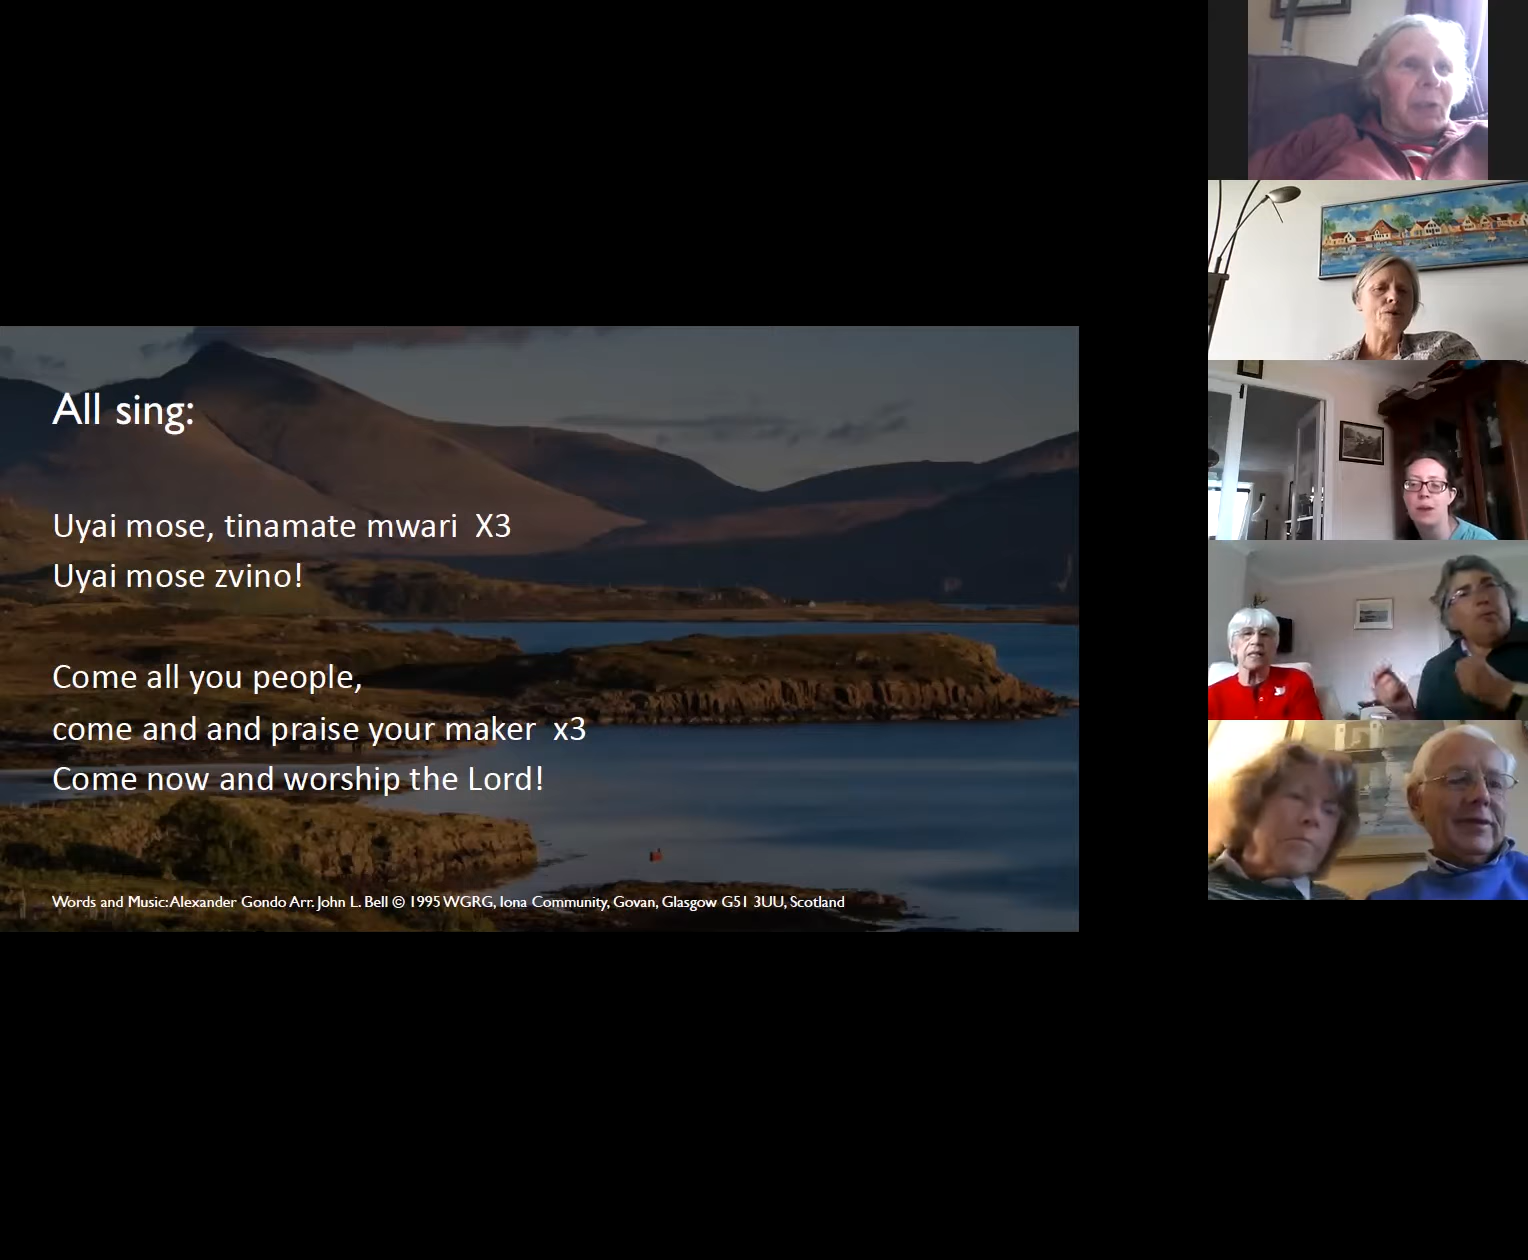 All sing:
Uyai mose, tinamate mwari  X3
Uyai mose zvino!
Come all you people,
come and and praise your maker  x3
Come now and worship the Lord!
Words and Music: Alexander Gondo Arr. John L. Bell © 1995 WGRG, Iona Community, Govan, Glasgow G51 3UU, Scotland